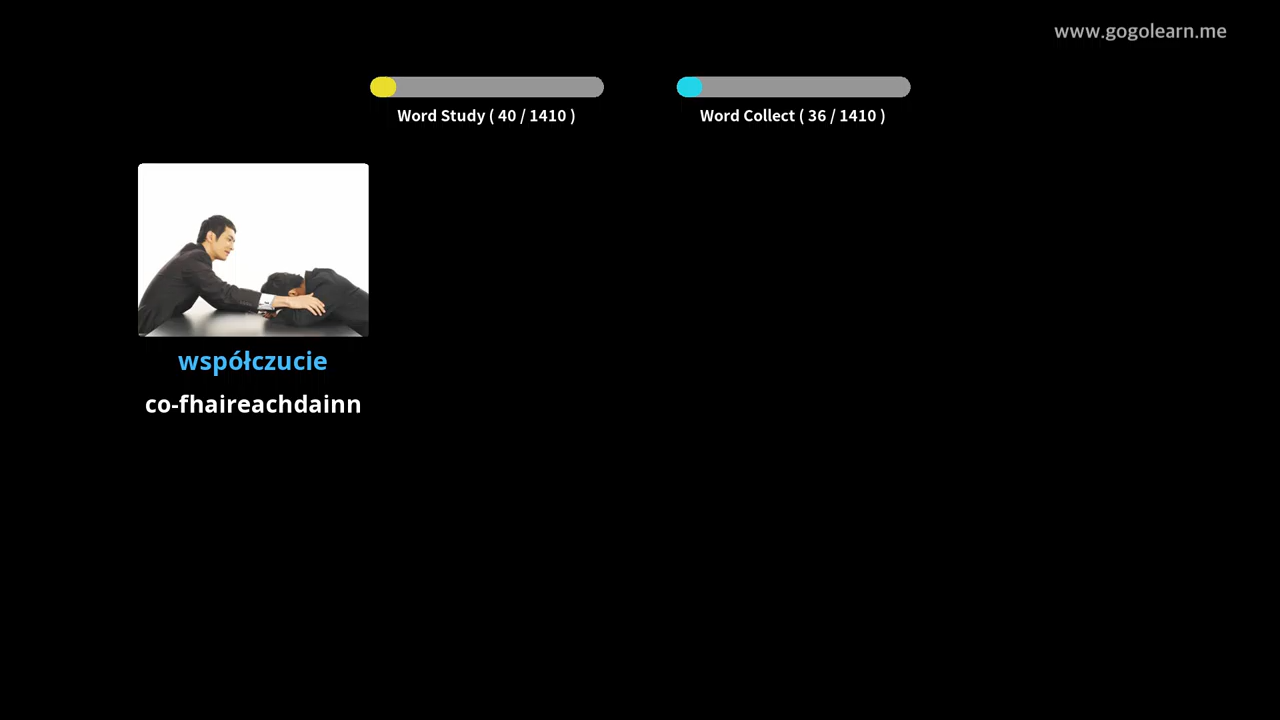 www.gogolearn.me
Word Study ( 40 / 1410 )
Word Collect ( 36 / 1410 )
współczucie
co-fhaireachdainn